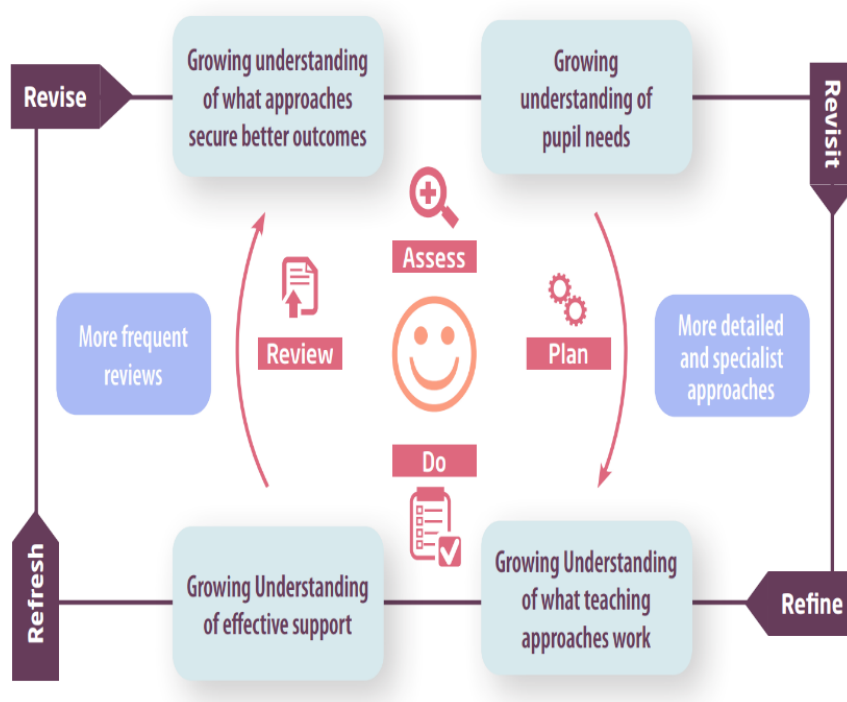 Revise
Growing understanding
of what approaches
secure better outcomes
Growing
understanding of
pupil needs
Revisit
Assess
More frequent
reviews
Review
Plan
More detailed
and specialist
approaches
Do
Refresh
Growing Understanding
of effective support
Growing Understanding
of what teaching
approaches work
Refine